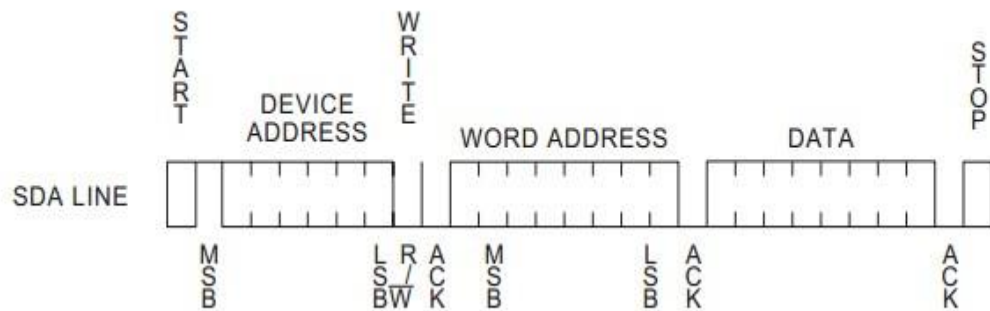 START
WRITE
STOP
DEVICE
ADDRESS
WORD ADDRESS
DATA
SDA LINE
MSB
LSB
R/W
ACK
MSB
LSB
ACK
ACK